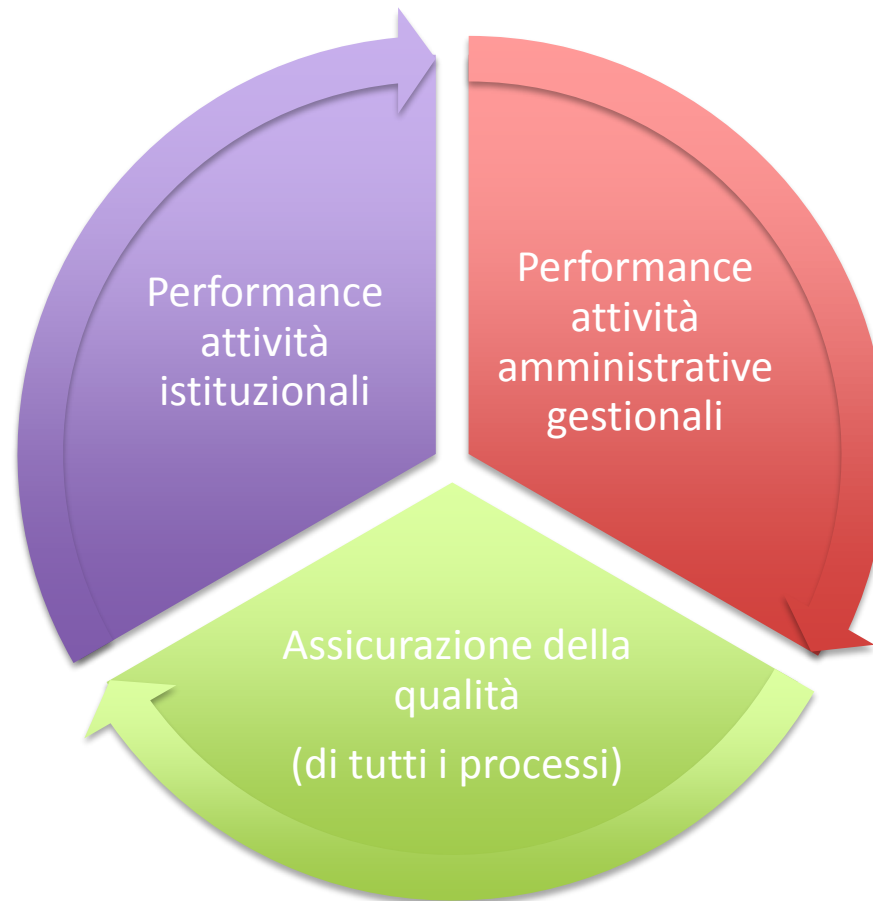 Performance
attività
istituzionali
Performance
attività
amministrative
gestionali
Assicurazione della
qualità
(di tutti i processi)